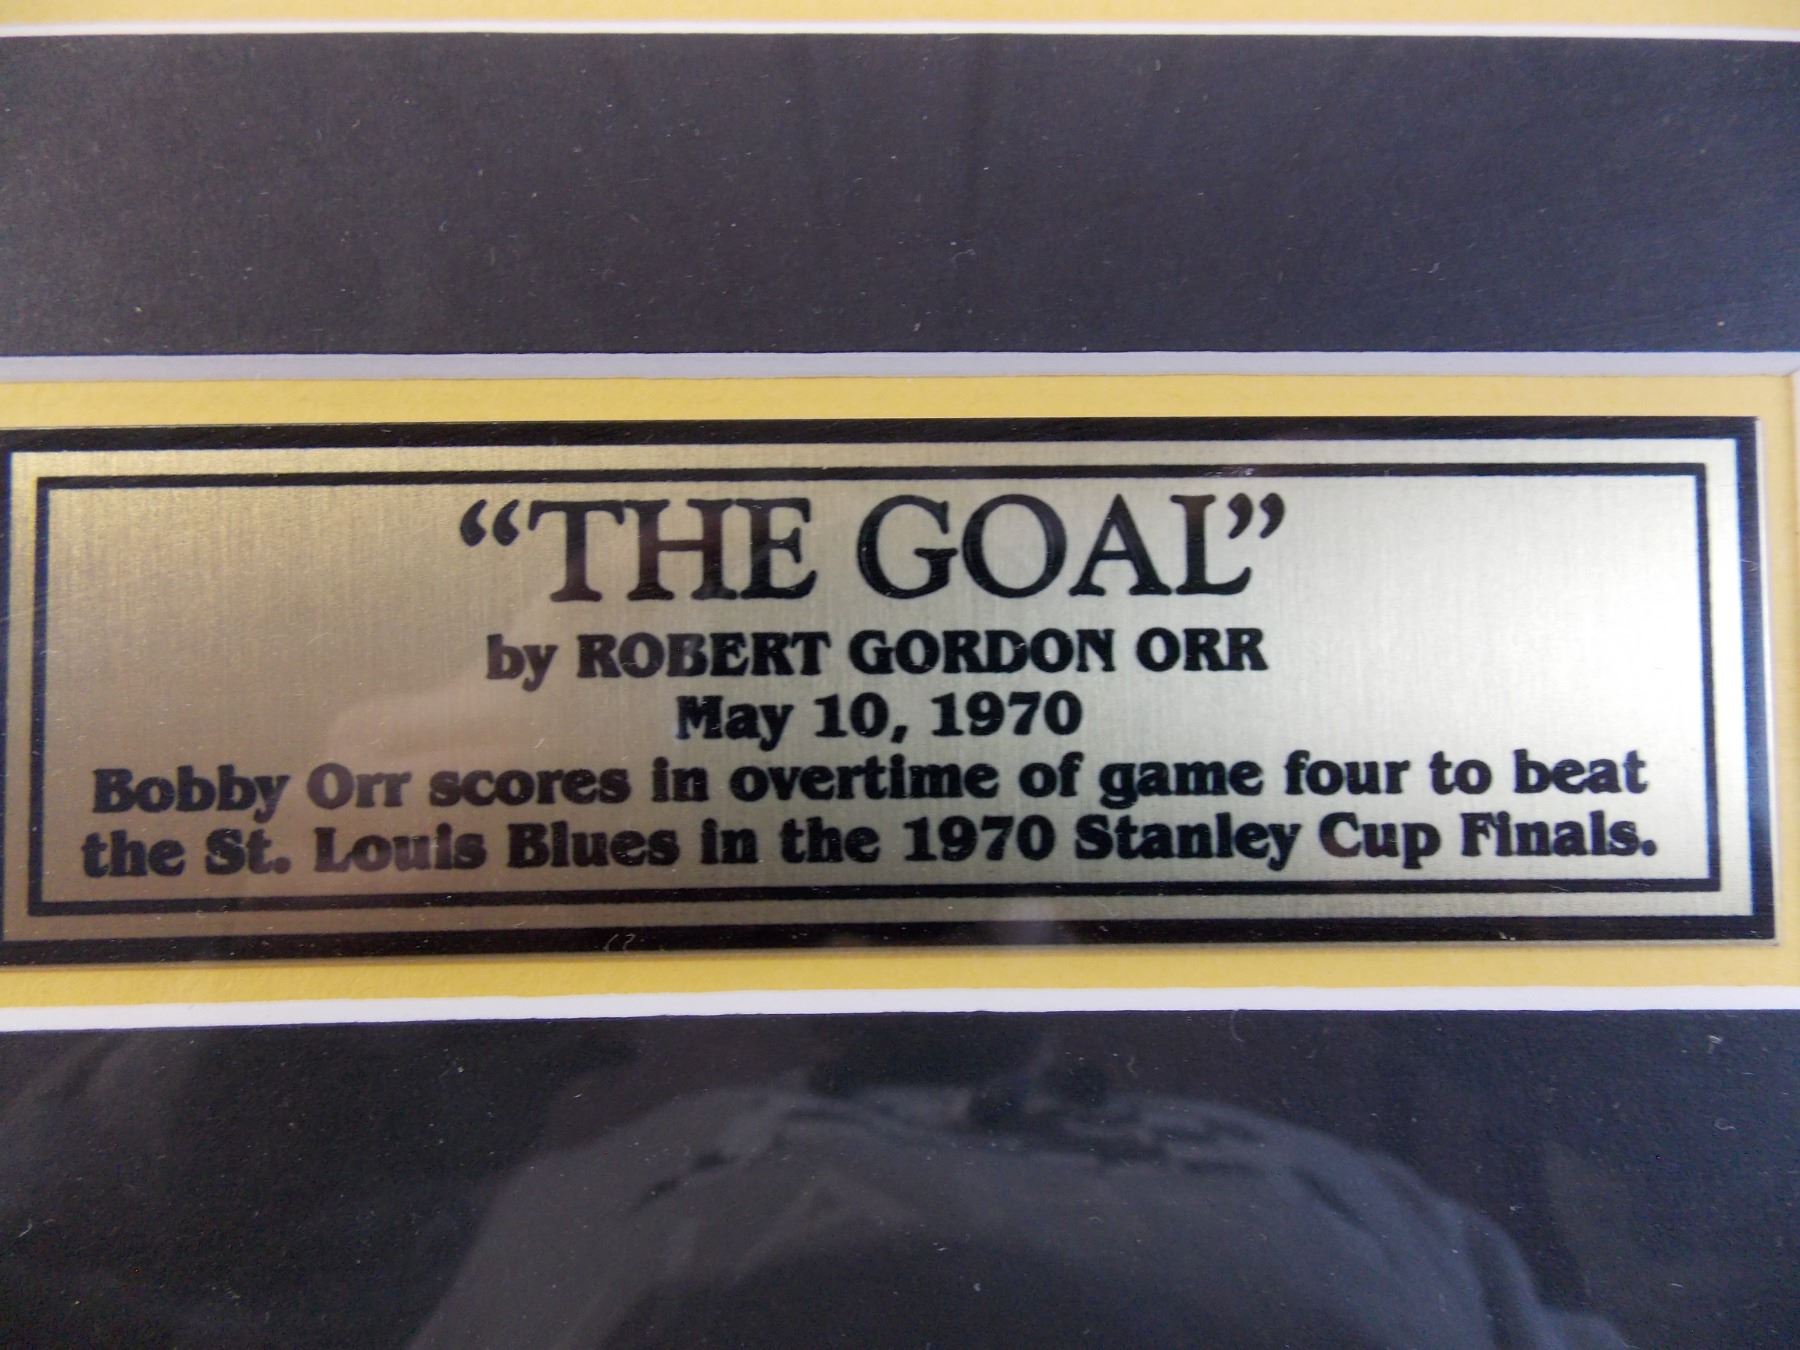 “THE GOAL”
by ROBERT GORDON ORR
May 10, 1970
Bobby Orr scores in overtime of game four to beat
the St. Louis Blues in the 1970 Stanley Cup Finals.